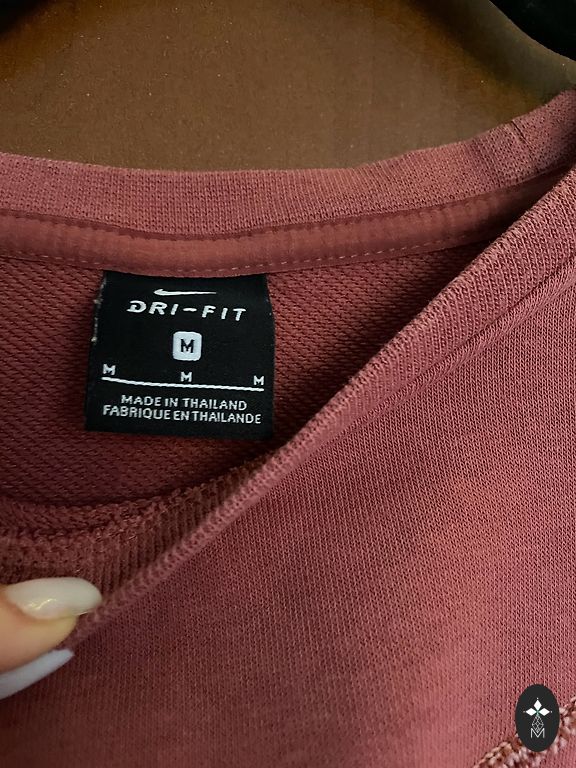 DRI-FIT
M
M M M
MADE IN THAILAND
FABRIQUE EN THAILANDE
M